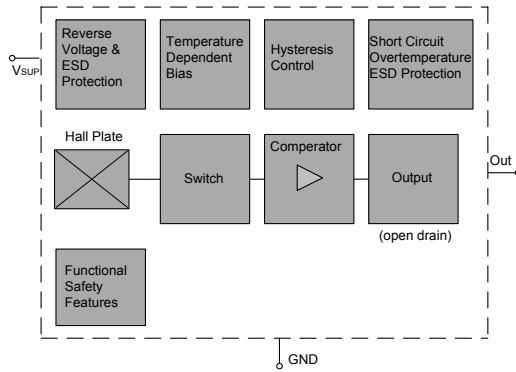 Reverse
Voltage &
ESD
Protection
Temperature
Dependent
Bias
Hysteresis
Control
Short Circuit
Overtemperature
ESD Protection
VSUP
Hall Plate
Switch
Comperator
Output
Out
(open drain)
Functional
Safety
Features
GND